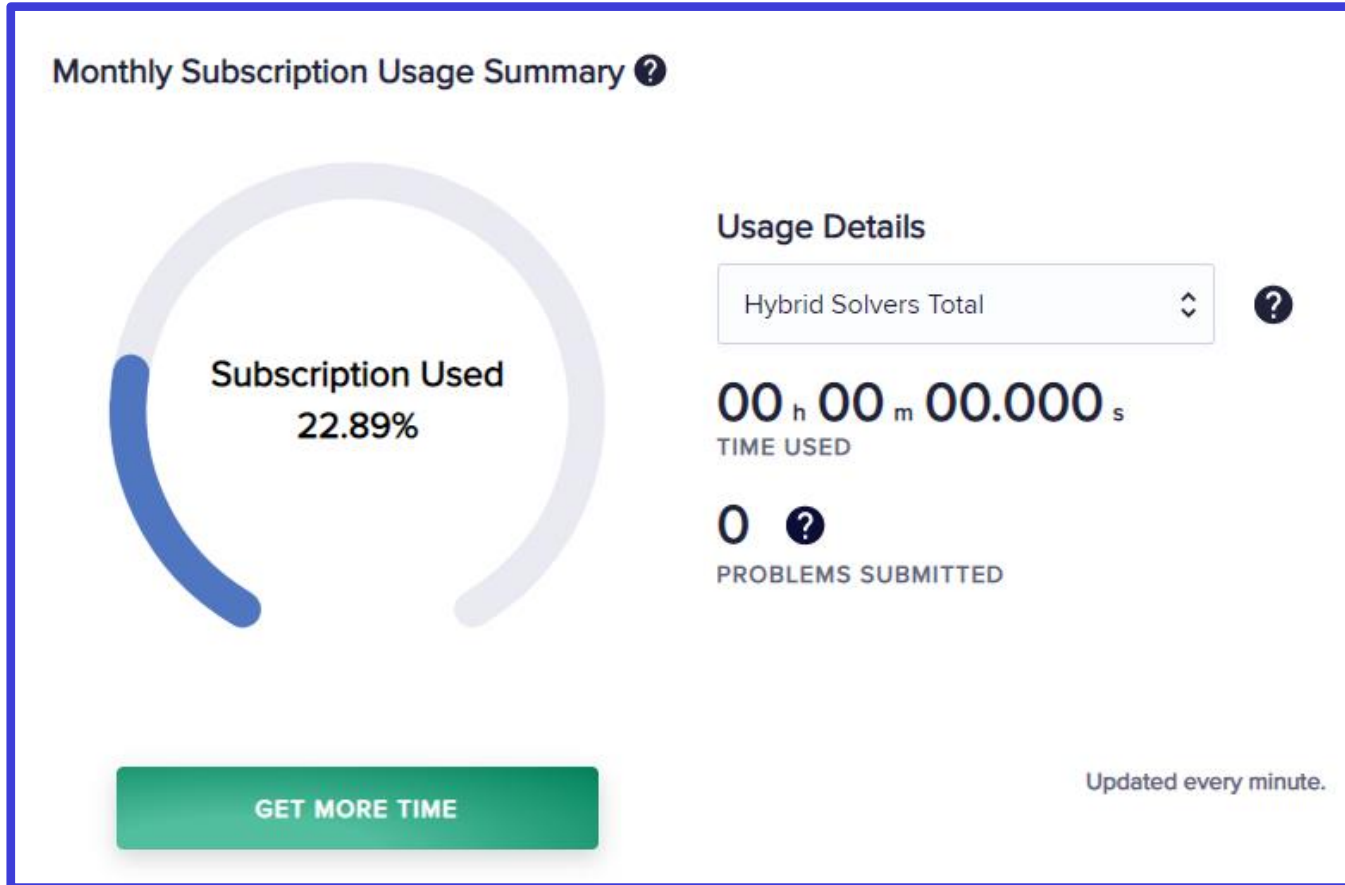 Monthly Subscription Usage Summary ?
Subscription Used
22.89%
GET MORE TIME
Usage Details
Hybrid Solvers Total
?
00 h 00 m 00.000 s
TIME USED
0 ?
PROBLEMS SUBMITTED
Updated every minute.